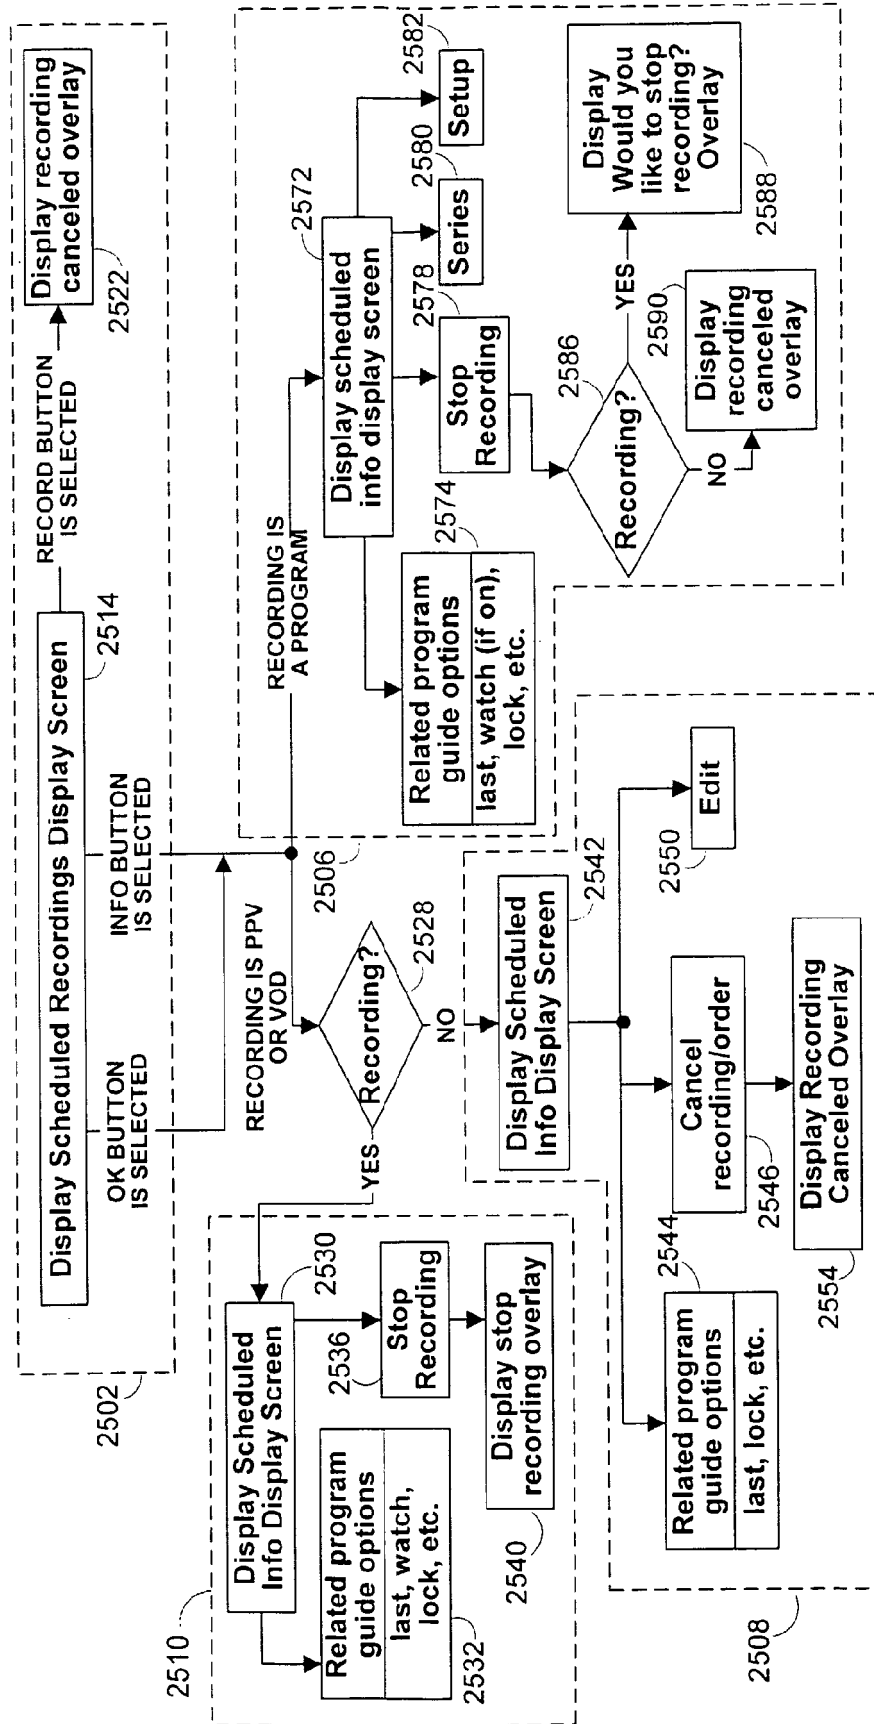 Display Scheduled Recordings Display Screen
2514
2502
RECORD BUTTON
IS SELECTED
Display recording
canceled overlay
2522
OK BUTTON
IS SELECTED
INFO BUTTON
IS SELECTED
RECORDING IS PPV
OR VOD
RECORDING IS
A PROGRAM
2510
YES
Recording?
2528
NO
Display Scheduled
Info Display Screen
2530
Related program
guide options
last, watch,
lock, etc.
2532
2536
Stop
Recording
Display stop
recording overlay
2540
2506
Display scheduled
info display screen
2572
Related program
guide options
last, watch (if on),
lock, etc.
2574
Stop
Recording
2578
Series
2580
Setup
2582
Recording?
2586
YES
NO
Display
Would you
like to stop
recording?
Overlay
2588
Display
recording
canceled
overlay
2590
Display Scheduled
Info Display Screen
2542
2508
Related program
guide options
last, lock, etc.
2544
Cancel
recording/order
2546
Edit
2550
Display Recording
Canceled Overlay
2554